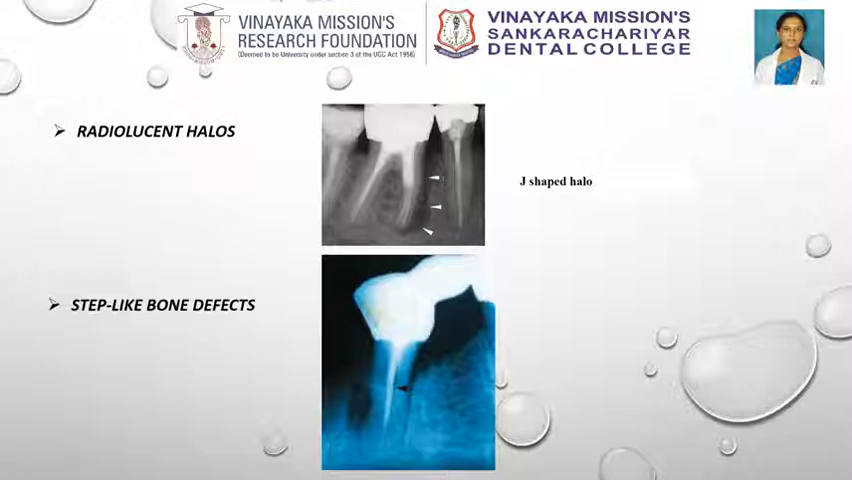 VINAYAKA MISSION'S
RESEARCH FOUNDATION
(Deemed to be University under section 3 of the UGC Act 1956)
VINAYAKA MISSION'S
SANKARACHARIYAR
DENTAL COLLEGE
RADIOLUCENT HALOS
J shaped halo
STEP-LIKE BONE DEFECTS